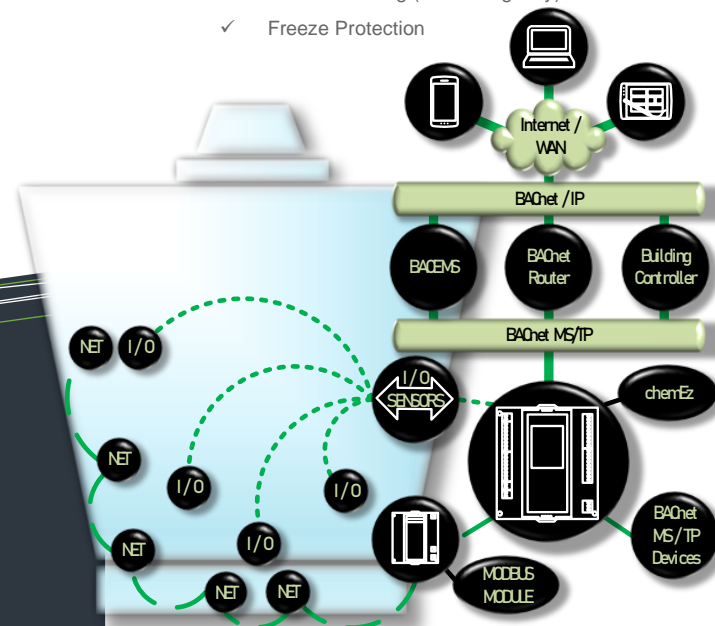 ✓ Freeze Protection
Internet /
WAN
BACnet / IP
BACEMS
BACnet
Router
Building
Controller
BACnet MS/TP
NET
I/O
I/O
SENSORS
chemEz
NET
I/O
I/O
BACnet
MS/TP
Devices
NET
I/O
MODBUS
MODULE
NET
NET